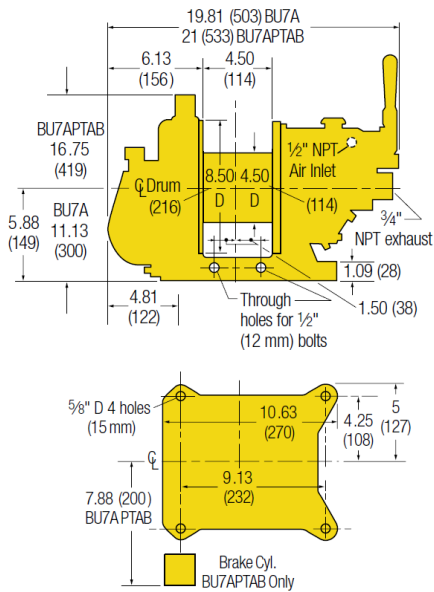 19.81 (503) BU7A
21 (533) BU7APTAB
6.13
(156)
4.50
(114)
BU7APTAB
16.75
(419)
½" NPT
Air Inlet
8.50
D
4.50
D
℄ Drum
(216)
(114)
5.88
(149)
BU7A
11.13
(300)
¾"
NPT exhaust
1.09 (28)
4.81
(122)
Through
holes for ½"
(12 mm) bolts
1.50 (38)
⅝" D 4 holes
(15 mm)
10.63
(270)
5
(127)
4.25
(108)
℄
9.13
(232)
7.88 (200)
BU7A PTAB
Brake Cyl.
BU7APTAB Only